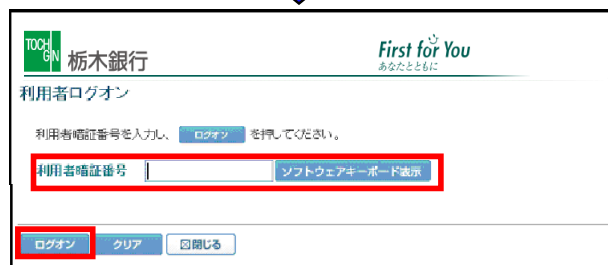 TOCHIGIN 栃木銀行
First for You
あなたとともに
利用者ログオン
利用者暗証番号を入力し、 ログオン を押してください。
利用者暗証番号 ソフトウェアキーボード表示
ログオン クリア 閉じる